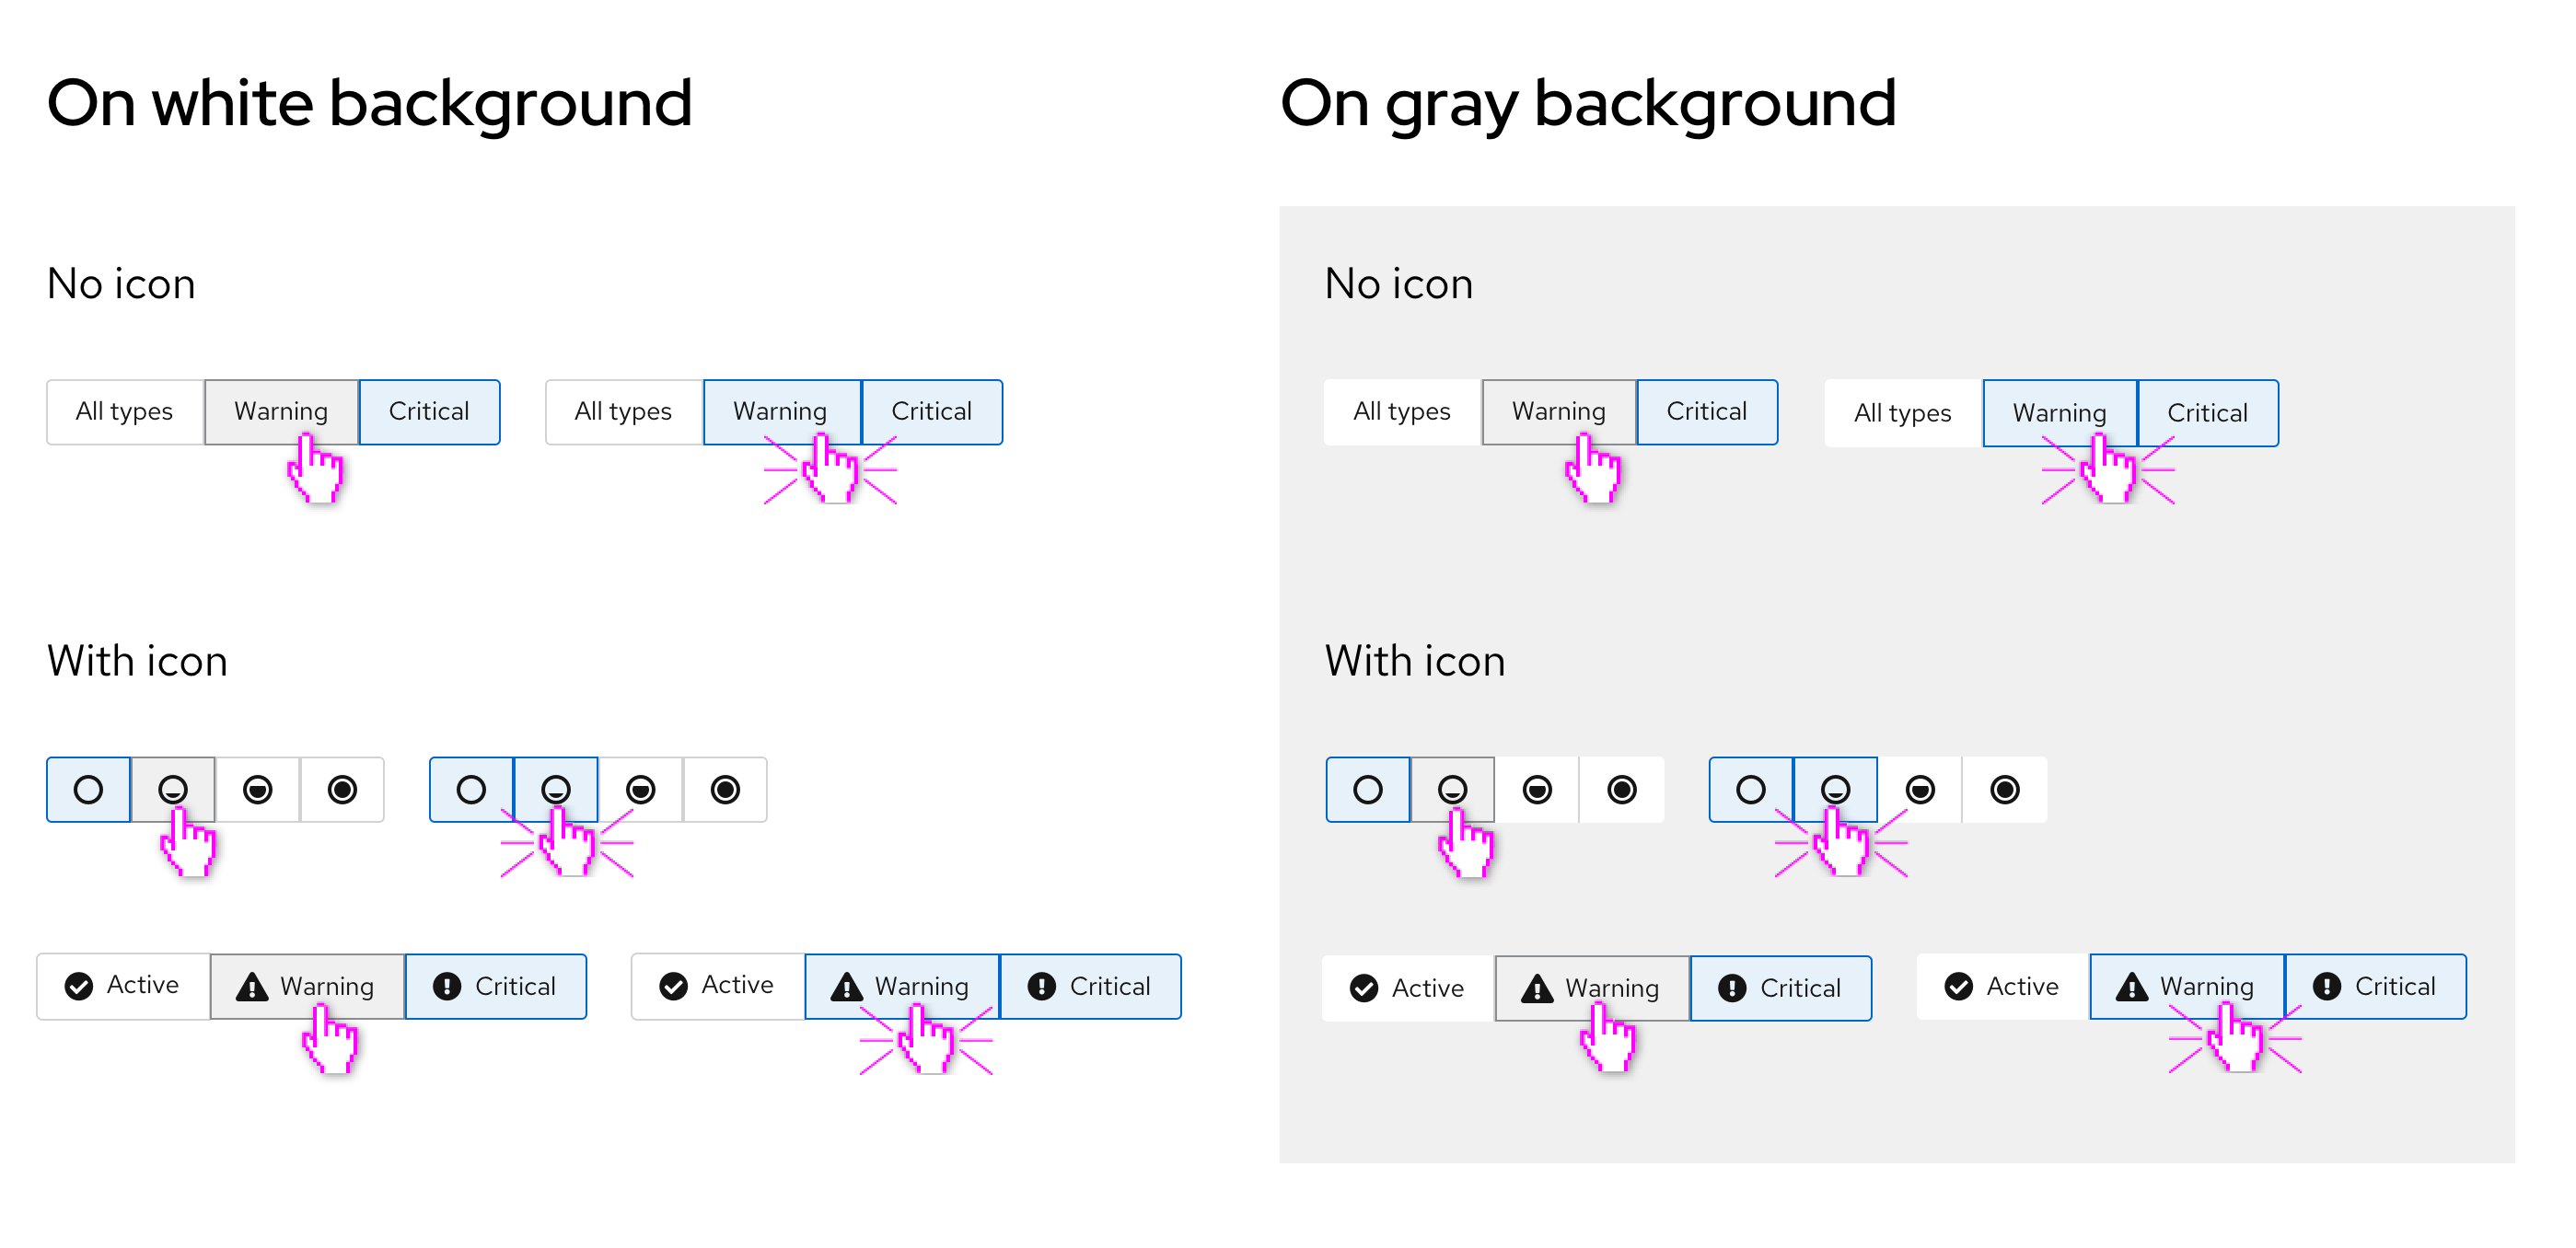 On white background
On gray background
No icon
No icon
All types Warning Critical
All types Warning Critical
All types Warning Critical
All types Warning Critical
With icon
With icon
Active Warning Critical
Active Warning Critical
Active Warning Critical
Active Warning Critical